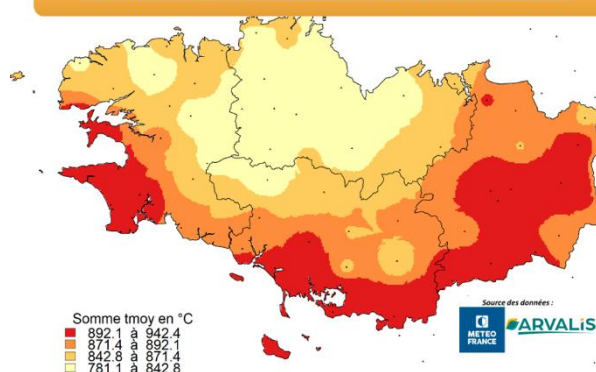 Somme tmoy en °C
892.1 à 942.4
871.4 à 892.1
842.8 à 871.4
781.1 à 842.8
Source des données :
METEO
FRANCE
ARVALIS